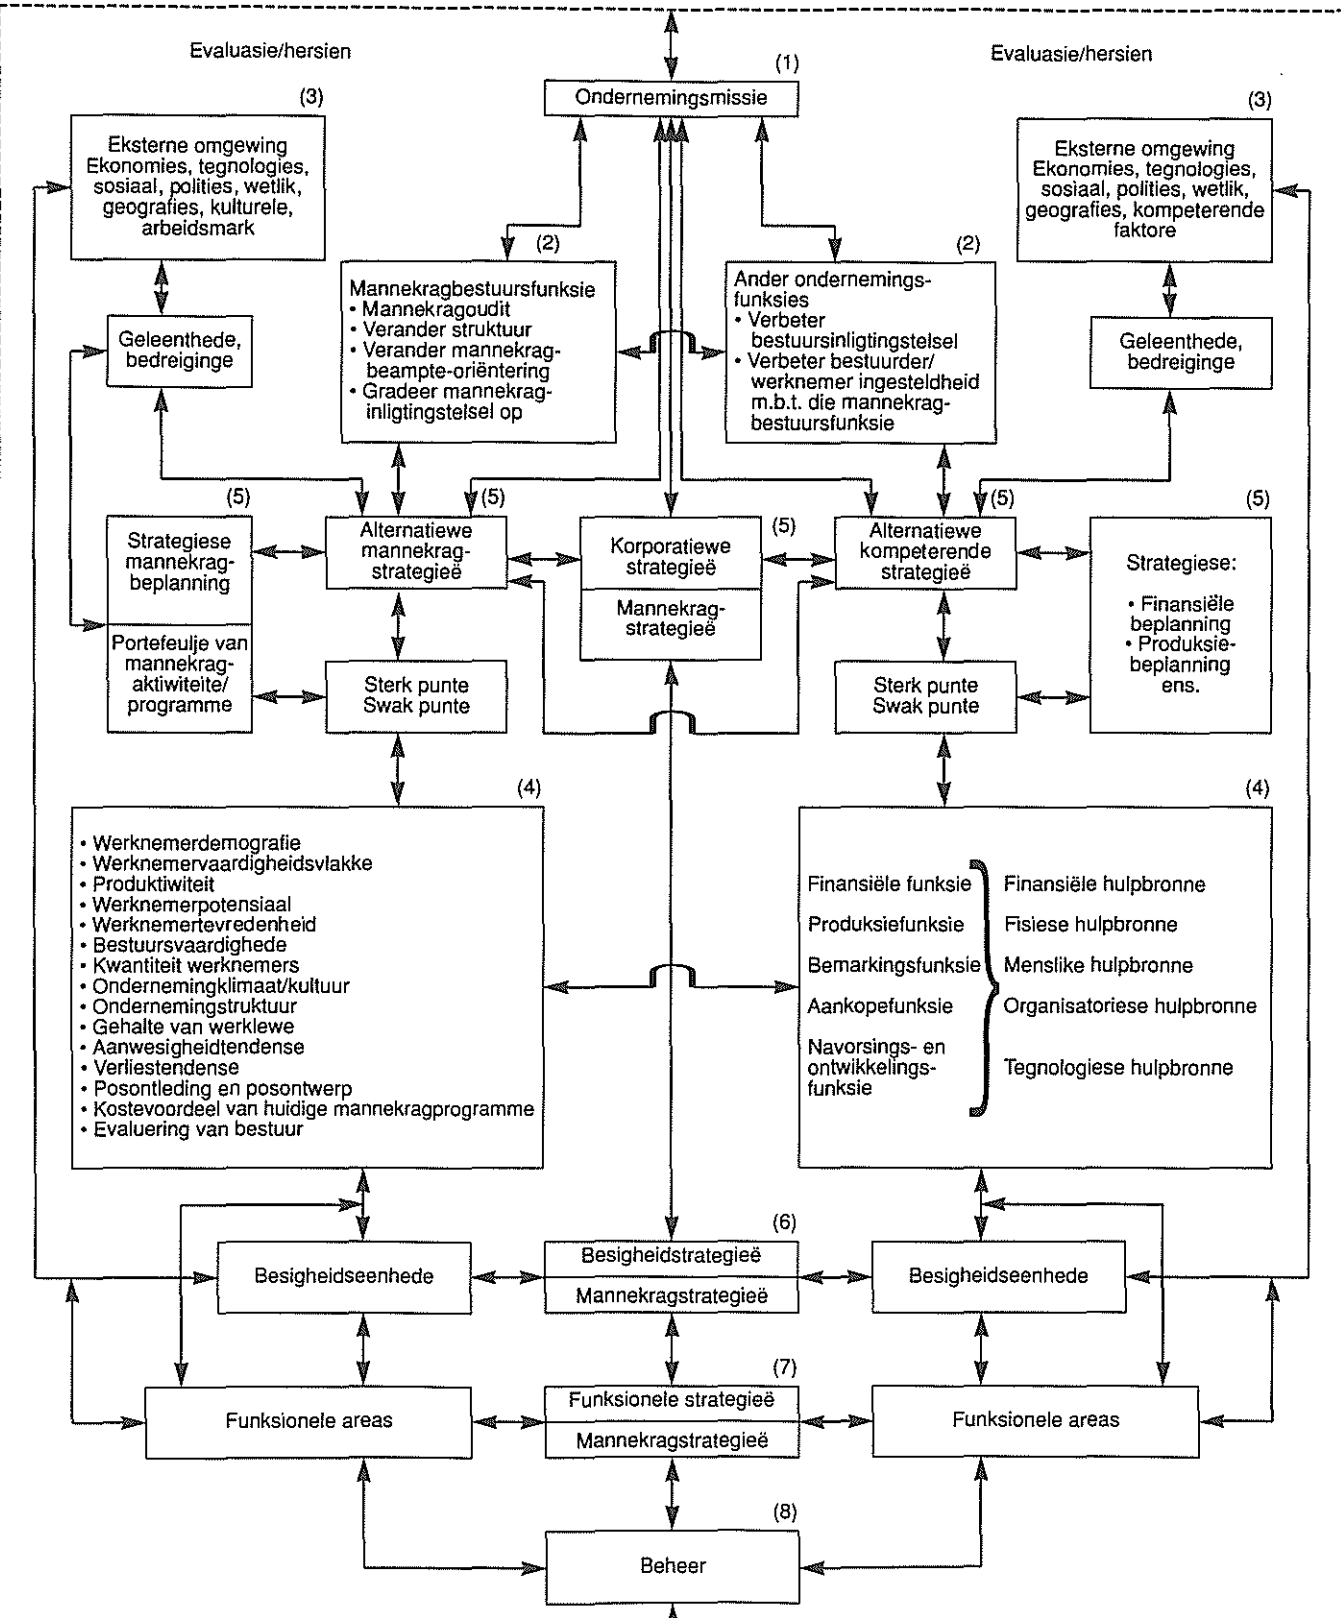 Evaluasie/hersien
Evaluasie/hersien
(1)
Ondernemingsmissie
(3)
Eksterne omgewing
Ekonomies, tegnologies,
sosiaal, polities, wetlik,
geografies, kulturele,
arbeidsmark
(3)
Eksterne omgewing
Ekonomies, tegnologies,
sosiaal, polities, wetlik,
geografies, kompeterende
faktore
(2)
Mannekragbestuursfunksie
• Mannekragoudit
• Verander struktuur
• Verander mannekrag-
beampte-oriëntering
• Gradeer mannekrag-
inligtingstelsel op
(2)
Ander ondernemings-
funksies
• Verbeter
bestuursinligtingstelsel
• Verbeter bestuurder/
werknemer ingesteldheid
m.b.t. die mannekrag-
bestuursfunksie
Geleenthede,
bedreiginge
Geleenthede,
bedreiginge
(5)
Strategiese
mannekrag-
beplanning
Portefeulje van
mannekrag-
aktiwiteite/
programme
(5)
Alternatiewe
mannekrag-
strategieë
(5)
Korporatiewe
strategieë
Mannekrag-
strategieë
(5)
Alternatiewe
kompeterende
strategieë
(5)
Strategiese:
• Finansiële
beplanning
• Produksie-
beplanning
ens.
Sterk punte
Swak punte
Sterk punte
Swak punte
(4)
• Werknemerdemografie
• Werknemervaardigheidsvlakke
• Produktiwiteit
• Werknemerpotensiaal
• Werknemertevredenheid
• Bestuursvaardighede
• Kwantiteit werknemers
• Ondernemingklimaat/kultuur
• Ondernemingstruktuur
• Gehalte van werklewe
• Aanwesigheidtendense
• Verliestendense
• Posontleding en posontwerp
• Kostevoordeel van huidige mannekragprogramme
• Evaluering van bestuur
(4)
Finansiële funksie
Produksiefunksie
Bemarkingsfunksie
Aankopefunksie
Navorsings- en
ontwikkelings-
funksie
Finansiële hulpbronne
Fisiese hulpbronne
Menslike hulpbronne
Organisatoriese hulpbronne
Tegnologiese hulpbronne
(6)
Besigheidseenhede
Besigheidstrategieë
Mannekragstrategieë
Besigheidseenhede
(7)
Funksionele areas
Funksionele strategieë
Mannekragstrategieë
Funksionele areas
(8)
Beheer